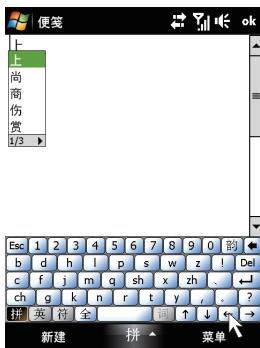 便笺 ok
上
上
尚
商
伤
赏
1/3
Esc 1 2 3 4 5 6 7 8 9 0 韵
b d h l p s w z ! Del
c f j m q sh x zh 、
ch g k n r t y , 。 ?
拼 英 符 全 词 ↑ ↓ ← →
新建 拼 菜单